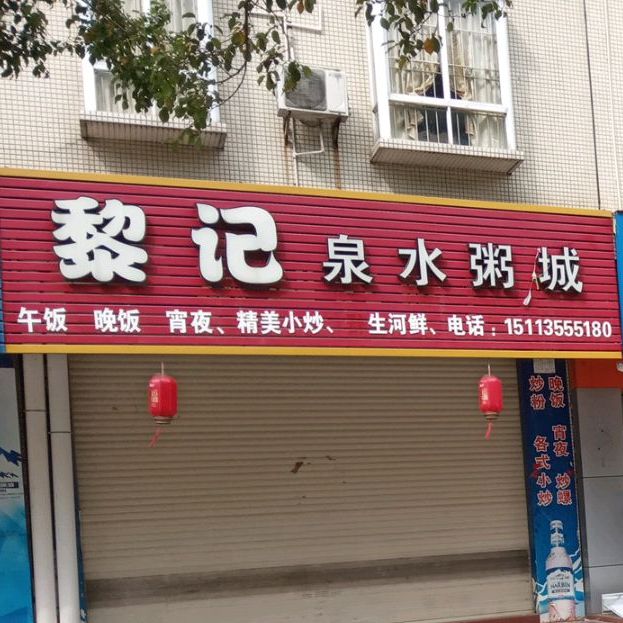 黎记 泉水粥城
午饭 晚饭 宵夜、精美小炒、 生河鲜、电话：15113555180
晚饭 宵夜 炒螺
炒粉 各式小炒
HARBIN